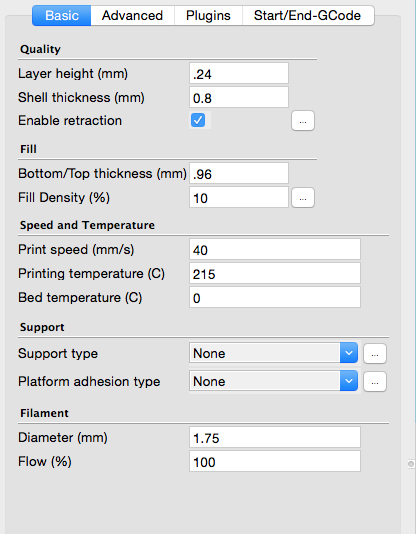 Basic Advanced Plugins Start/End-GCode
Quality
Layer height (mm) .24
Shell thickness (mm) 0.8
Enable retraction ...
Fill
Bottom/Top thickness (mm) .96
Fill Density (%) 10 ...
Speed and Temperature
Print speed (mm/s) 40
Printing temperature (C) 215
Bed temperature (C) 0
Support
Support type None ...
Platform adhesion type None ...
Filament
Diameter (mm) 1.75
Flow (%) 100